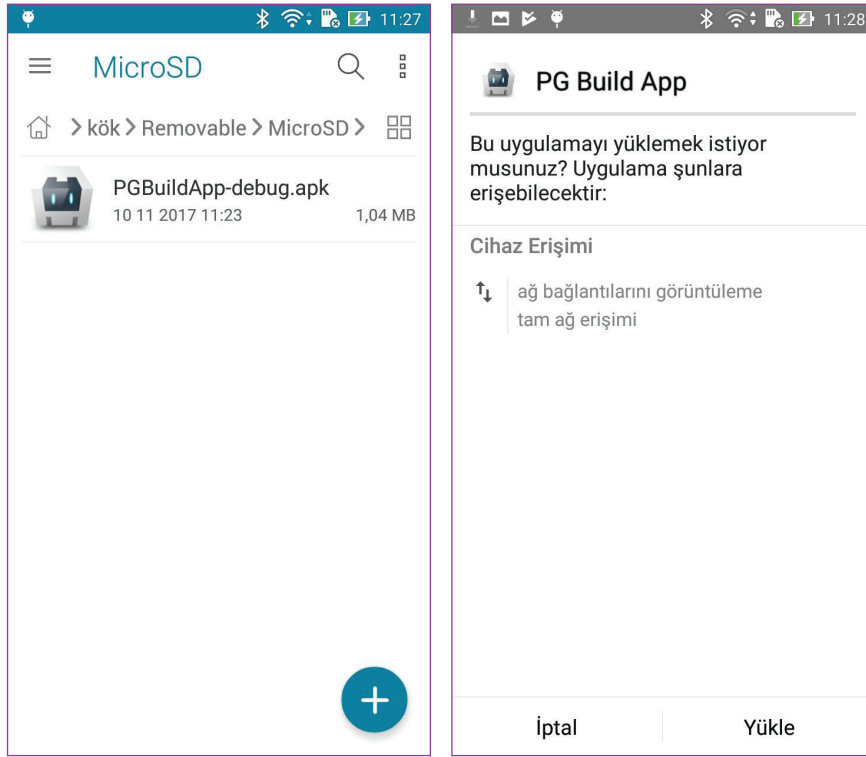 11:27
MicroSD
kök Removable MicroSD
PGBuildApp-debug.apk
10 11 2017 11:23 1,04 MB
11:28
PG Build App
Bu uygulamayı yüklemek istiyor
musunuz? Uygulama şunlara
erişebilecektir:
Cihaz Erişimi
ağ bağlantılarını görüntüleme
tam ağ erişimi
İptal Yükle